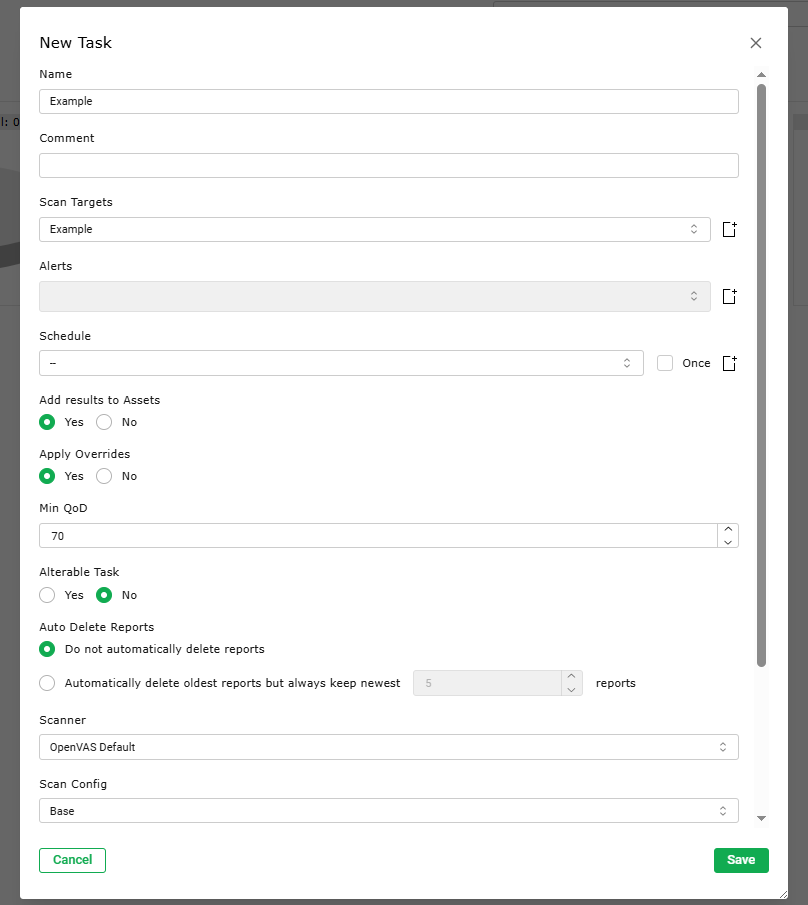 New Task
Name
Example
Comment
Scan Targets
Example
Alerts
l: 0
Schedule
--
Once
Add results to Assets
Yes No
Apply Overrides
Yes No
Min QoD
70
Alterable Task
Yes No
Auto Delete Reports
Do not automatically delete reports
Automatically delete oldest reports but always keep newest 5 reports
Scanner
OpenVAS Default
Scan Config
Base
Cancel Save